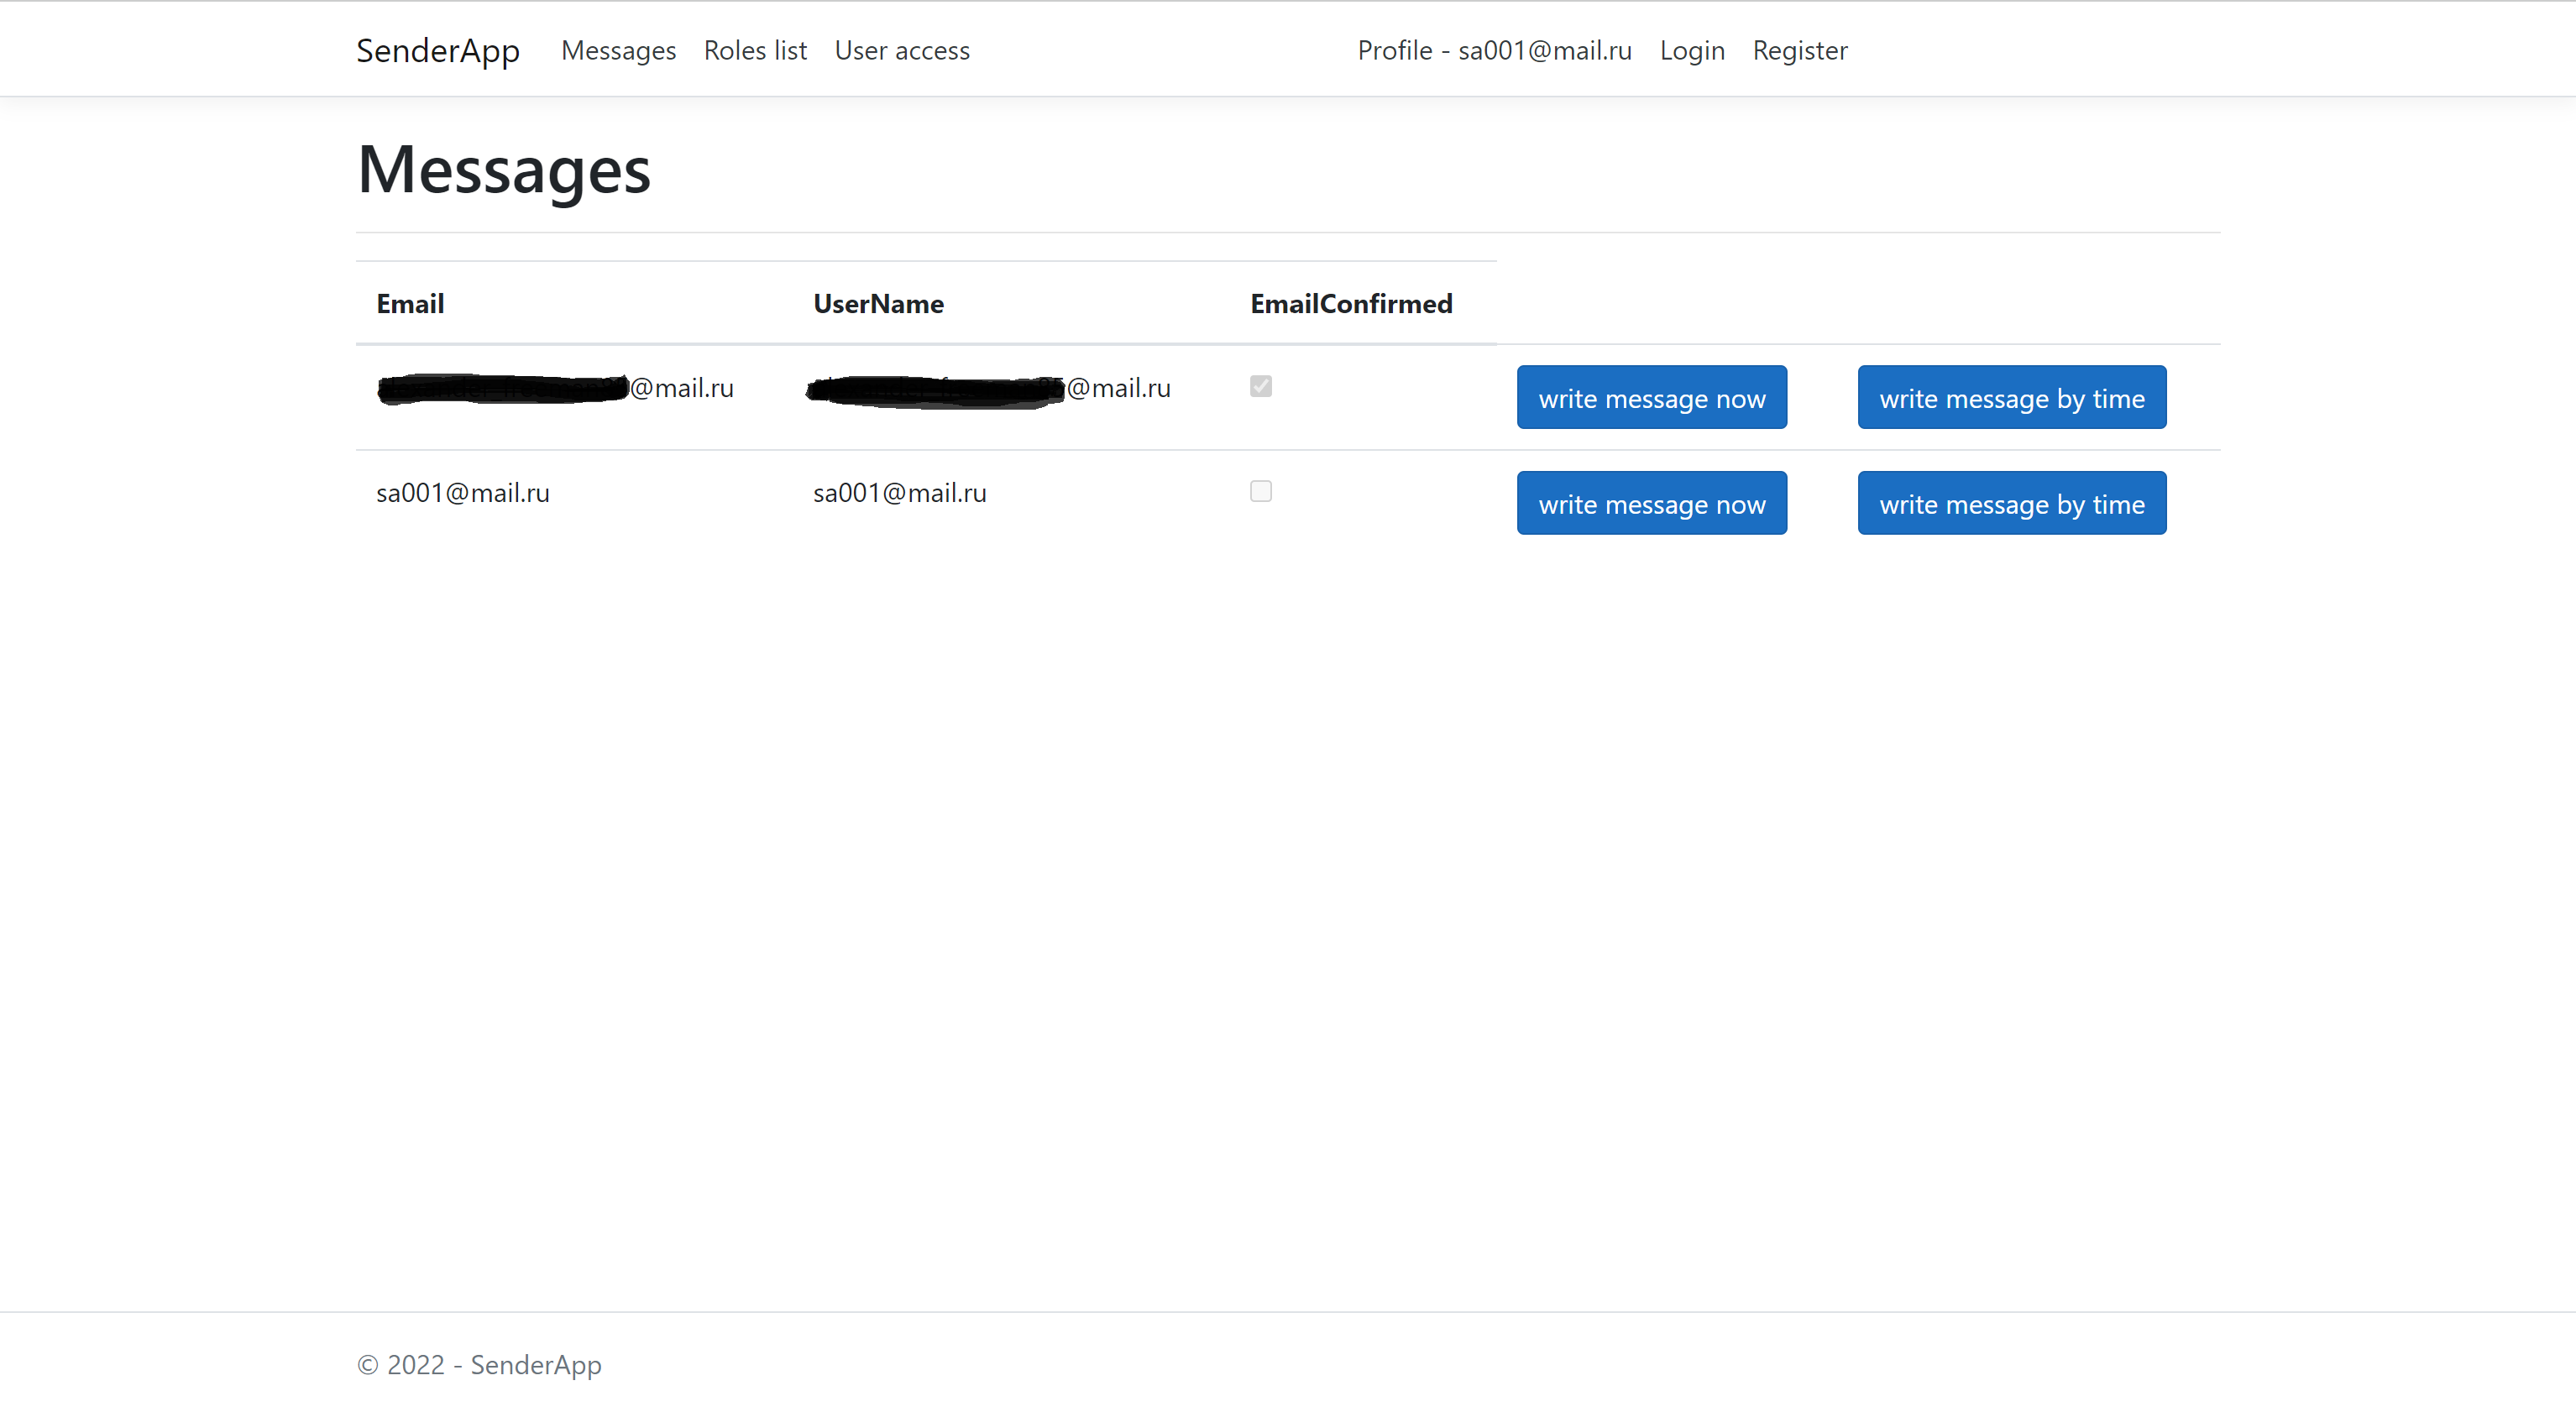 SenderApp Messages Roles list User access Profile - sa001@mail.ru Login Register
Messages
Email UserName EmailConfirmed
@mail.ru @mail.ru write message now write message by time
sa001@mail.ru sa001@mail.ru write message now write message by time
© 2022 - SenderApp